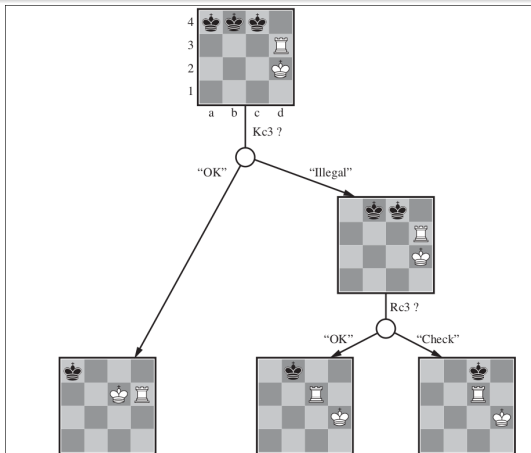 4
3
2
1
a b c d
Kc3 ?
“OK” “Illegal”
Rc3 ?
“OK” “Check”